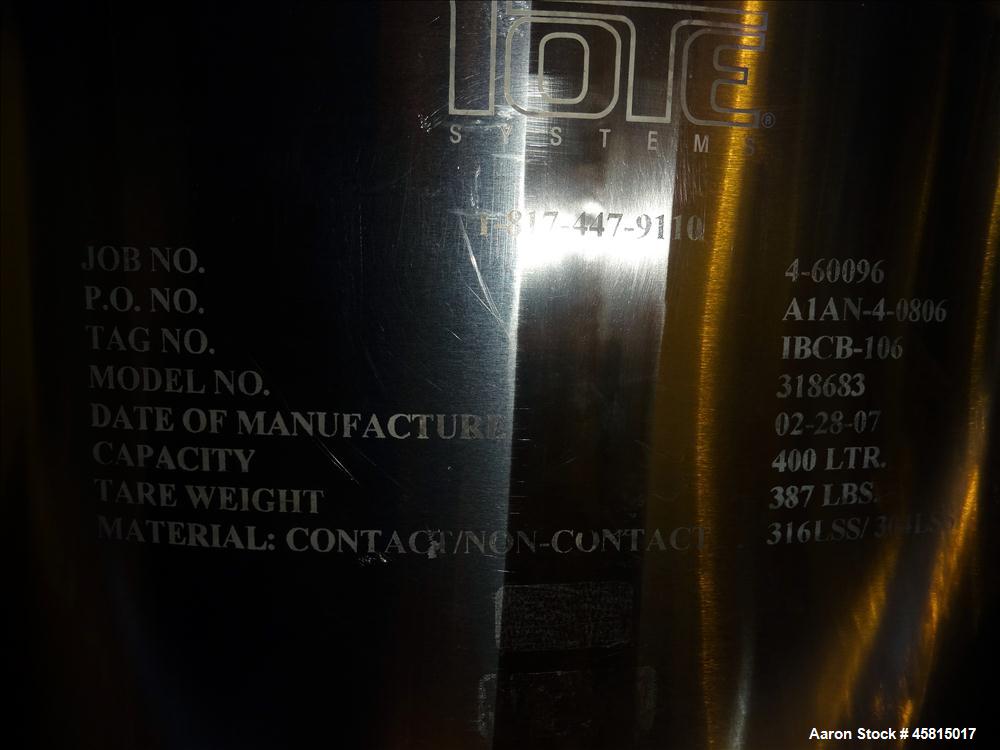 TOTE®
SYSTEMS
1-817-447-9110
JOB NO. 4-60096
P.O. NO. A1AN-4-0806
TAG NO. IBCB-106
MODEL NO. 318683
DATE OF MANUFACTURE 02-28-07
CAPACITY 400 LTR.
TARE WEIGHT 387 LBS.
MATERIAL: CONTACT/NON-CONTACT 316LSS/304LSS
Aaron Stock # 45815017